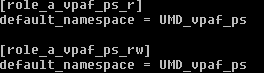 [role_a_vpaf_ps_r]
default_namespace = UMD_vpaf_ps
[role_a_vpaf_ps_rw]
default_namespace = UMD_vpaf_ps